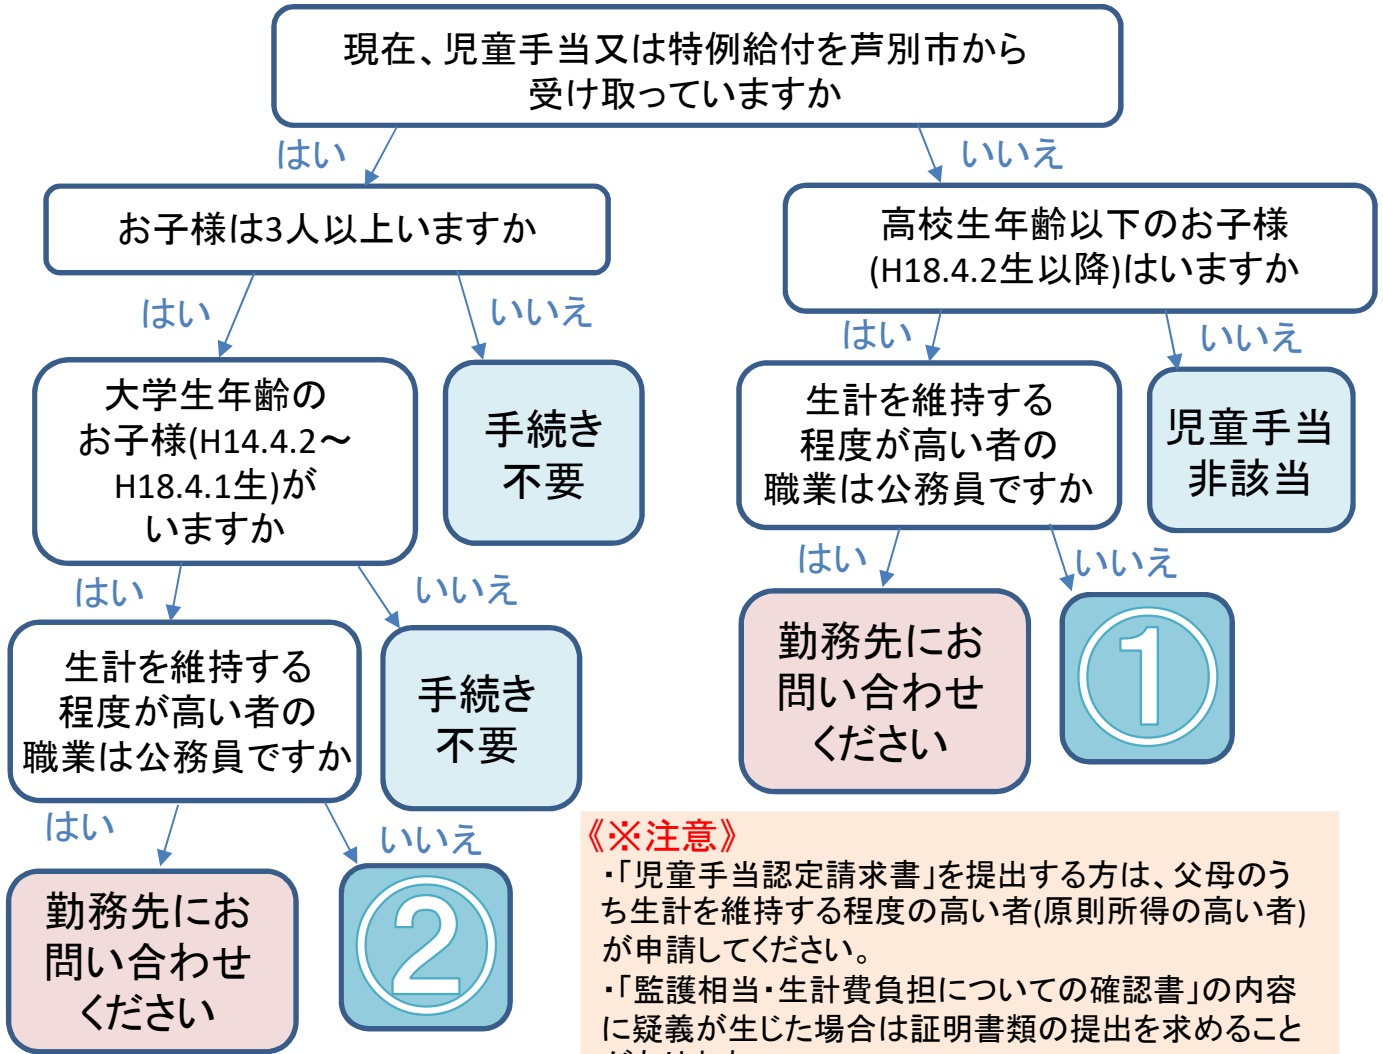 現在、児童手当又は特例給付を芦別市から
受け取っていますか
はい
いいえ
お子様は3人以上いますか
高校生年齢以下のお子様
(H18.4.2生以降)はいますか
はい
いいえ
はい
いいえ
大学生年齢の
お子様(H14.4.2～
H18.4.1生)が
いますか
手続き
不要
生計を維持する
程度が高い者の
職業は公務員ですか
児童手当
非該当
はい
いいえ
はい
いいえ
生計を維持する
程度が高い者の
職業は公務員ですか
手続き
不要
勤務先にお
問い合わせ
ください
①
はい
いいえ
勤務先にお
問い合わせ
ください
②
《※注意》
・「児童手当認定請求書」を提出する方は、父母のう
ち生計を維持する程度の高い者(原則所得の高い者)
が申請してください。
・「監護相当・生計費負担についての確認書」の内容
に疑義が生じた場合は証明書類の提出を求めること